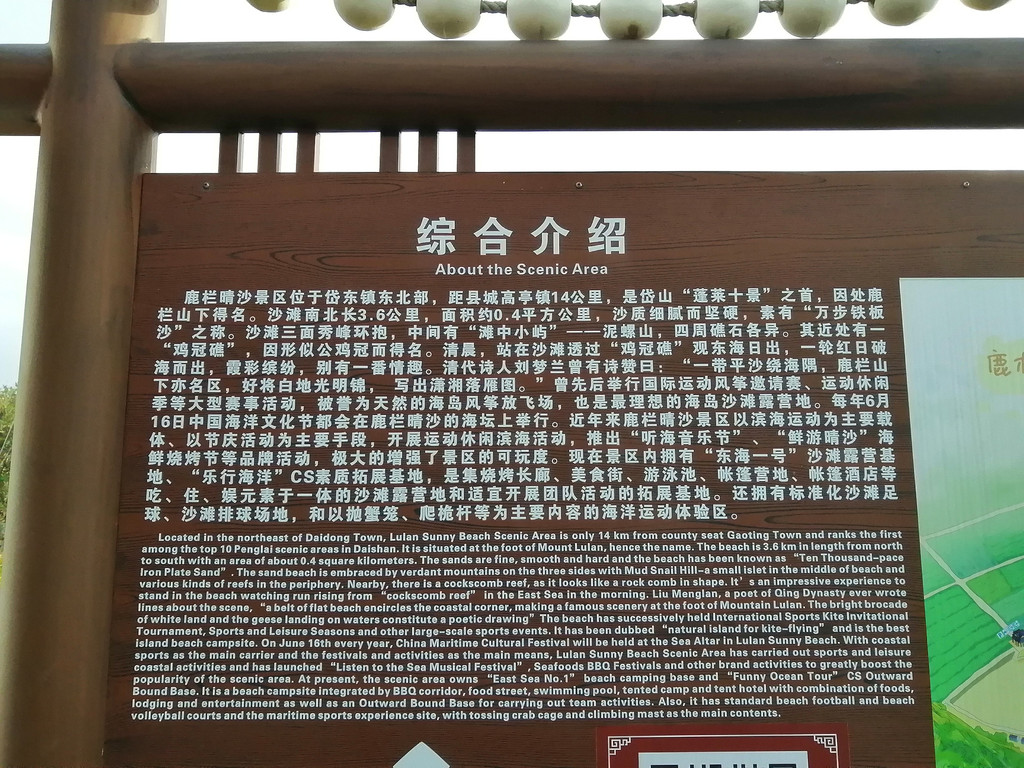 综合介绍
About the Scenic Area
鹿栏晴沙景区位于岱东镇东北部，距县城高亭镇14公里，是岱山“蓬莱十景”之首，因处鹿
栏山下得名。沙滩南北长3.6公里，面积约0.4平方公里，沙质细腻而坚硬，素有“万步铁板
沙”之称。沙滩三面秀峰环抱，中间有“滩中小屿”——泥螺山，四周礁石各异。其近处有一
“鸡冠礁”，因形似公鸡冠而得名。清晨，站在沙滩透过“鸡冠礁”观东海日出，一轮红日破
海而出，霞彩缤纷，别有一番情趣。清代诗人刘梦兰曾有诗赞曰：“一带平沙绕海隅，鹿栏山
下亦名区，好将白地光明锦， 写出潇湘落雁图。”曾先后举行国际运动风筝邀请赛、运动休闲
季等大型赛事活动，被誉为天然的海岛风筝放飞场，也是最理想的海岛沙滩露营地。每年6月
16日中国海洋文化节都会在鹿栏晴沙的海坛上举行。近年来鹿栏晴沙景区以滨海运动为主要载
体、以节庆活动为主要手段，开展运动休闲滨海活动，推出“听海音乐节”、“鲜游晴沙”海
鲜烧烤节等品牌活动，极大的增强了景区的可玩度。现在景区内拥有“东海一号”沙滩露营基
地、“乐行海洋”CS素质拓展基地，是集烧烤长廊、美食街、游泳池、帐篷营地、帐篷酒店等
吃、住、娱元素于一体的沙滩露营地和适宜开展团队活动的拓展基地。还拥有标准化沙滩足
球、沙滩排球场地，和以抛蟹笼、爬桅杆等为主要内容的海洋运动体验区。
Located in the northeast of Daidong Town, Lulan Sunny Beach Scenic Area is only 14 km from county seat Gaoting Town and ranks the first
among the top 10 Penglai scenic areas in Daishan. It is situated at the foot of Mount Lulan, hence the name. The beach is 3.6 km in length from north
to south with an area of about 0.4 square kilometers. The sands are fine, smooth and hard and the beach has been known as “Ten Thousand-pace
Iron Plate Sand”. The sand beach is embraced by verdant mountains on the three sides with Mud Snail Hill-a small islet in the middle of beach and
various kinds of reefs in the periphery. Nearby, there is a cockscomb reef, as it looks like a rock comb in shape. It’s an impressive experience to
stand in the beach watching run rising from “cockscomb reef” in the East Sea in the morning. Liu Menglan, a poet of Qing Dynasty ever wrote
lines about the scene, “a belt of flat beach encircles the coastal corner, making a famous scenery at the foot of Mountain Lulan. The bright brocade
of white land and the geese landing on waters constitute a poetic drawing” The beach has successively held International Sports Kite Invitational
Tournament, Sports and Leisure Seasons and other large-scale sports events. It has been dubbed “natural island for kite-flying” and is the best
island beach campsite. On June 16th every year, China Maritime Cultural Festival will be held at the Sea Altar in Lulan Sunny Beach. With coastal
sports as the main carrier and the festivals and activities as the main means, Lulan Sunny Beach Scenic Area has carried out sports and leisure
coastal activities and has launched “Listen to the Sea Musical Festival”, Seafoods BBQ Festivals and other brand activities to greatly boost the
popularity of the scenic area. At present, the scenic area owns “East Sea No.1” beach camping base and “Funny Ocean Tour” CS Outward
Bound Base. It is a beach campsite integrated by BBQ corridor, food street, swimming pool, tented camp and tent hotel with combination of foods,
lodging and entertainment as well as an Outward Bound Base for carrying out team activities. Also, it has standard beach football and beach
volleyball courts and the maritime sports experience site, with tossing crab cage and climbing mast as the main contents.
鹿